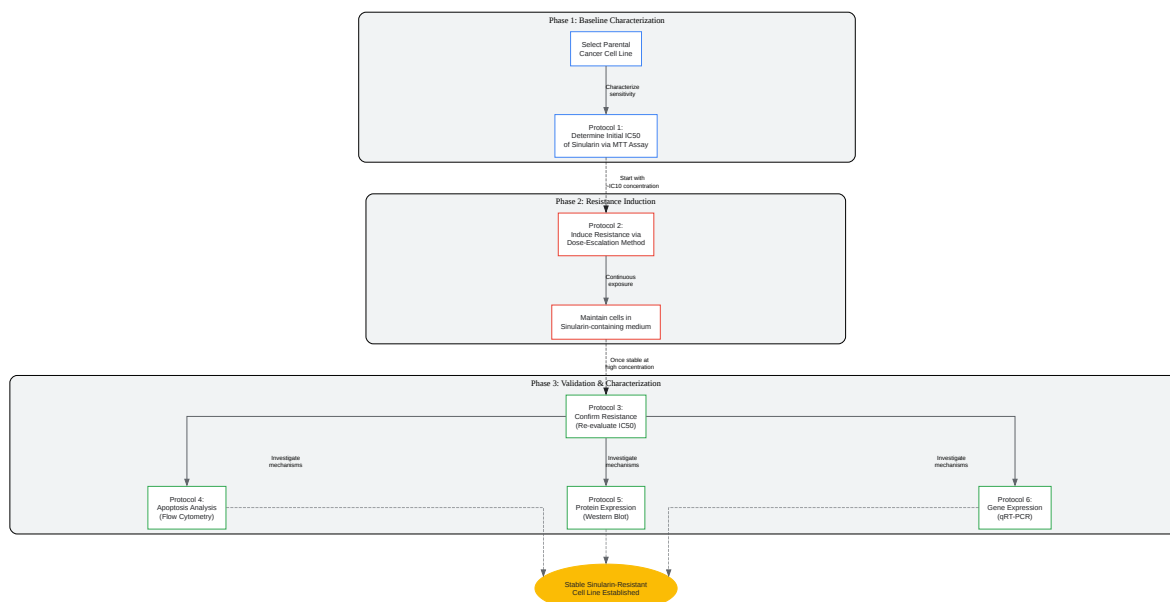 Phase 1: Baseline Characterization
Select Parental
Cancer Cell Line
Characterize
sensitivity
Protocol 1:
Determine Initial IC50
of Sinularin via MTT Assay
Start with
~IC10 concentration
Phase 2: Resistance Induction
Protocol 2:
Induce Resistance via
Dose-Escalation Method
Continuous
exposure
Maintain cells in
Sinularin-containing medium
Once stable at
high concentration
Phase 3: Validation & Characterization
Protocol 3:
Confirm Resistance
(Re-evaluate IC50)
Investigate
mechanisms
Investigate
mechanisms
Investigate
mechanisms
Protocol 4:
Apoptosis Analysis
(Flow Cytometry)
Protocol 5:
Protein Expression
(Western Blot)
Protocol 6:
Gene Expression
(qRT-PCR)
Stable Sinularin-Resistant
Cell Line Established